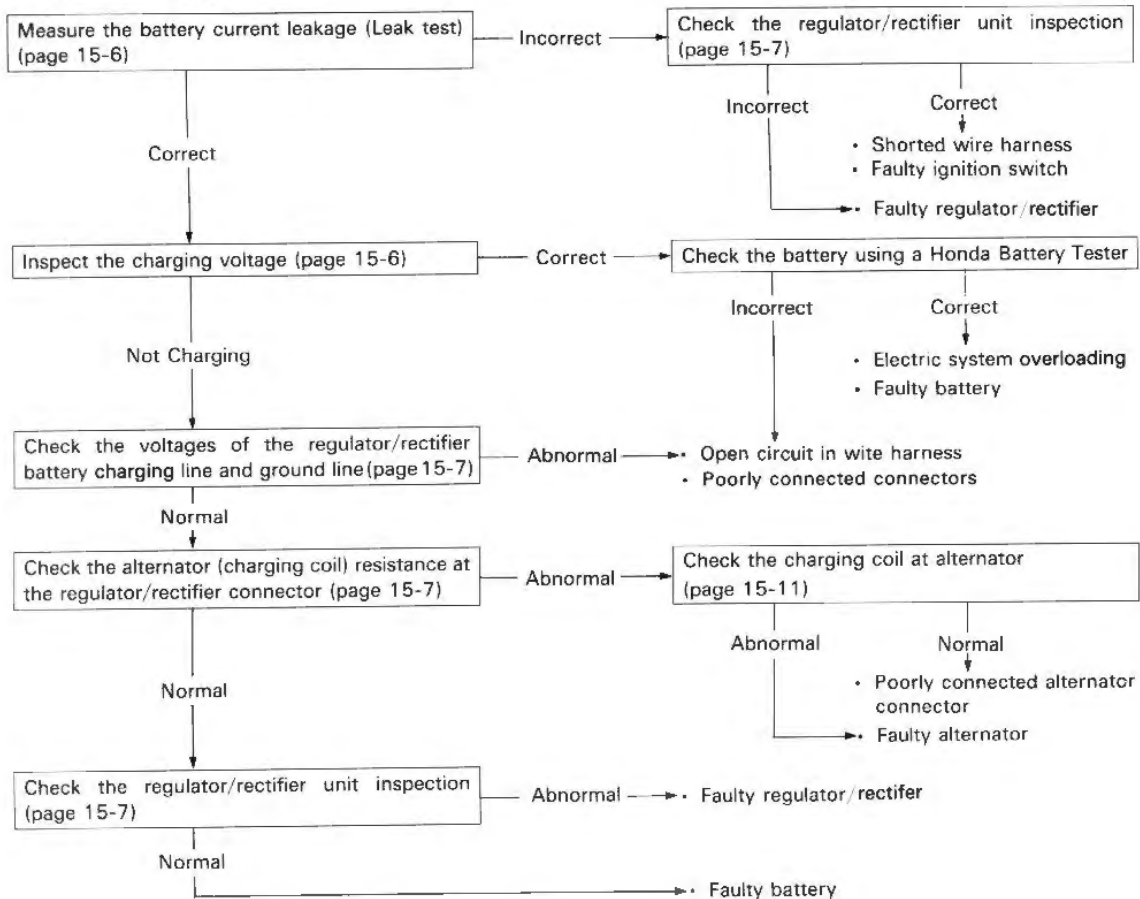 Measure the battery current leakage (Leak test)
(page 15-6)
Incorrect
Check the regulator/rectifier unit inspection
(page 15-7)
Incorrect
Correct
• Shorted wire harness
• Faulty ignition switch
• Faulty regulator/rectifier
Correct
Inspect the charging voltage (page 15-6)
Correct
Check the battery using a Honda Battery Tester
Incorrect
Correct
• Electric system overloading
• Faulty battery
Not Charging
Check the voltages of the regulator/rectifier
battery charging line and ground line(page 15-7)
Abnormal
• Open circuit in wite harness
• Poorly connected connectors
Normal
Check the alternator (charging coil) resistance at
the regulator/rectifier connector (page 15-7)
Abnormal
Check the charging coil at alternator
(page 15-11)
Abnormal
Normal
• Poorly connected alternator
connector
• Faulty alternator
Normal
Check the regulator/rectifier unit inspection
(page 15-7)
Abnormal
• Faulty regulator/rectifer
Normal
• Faulty battery